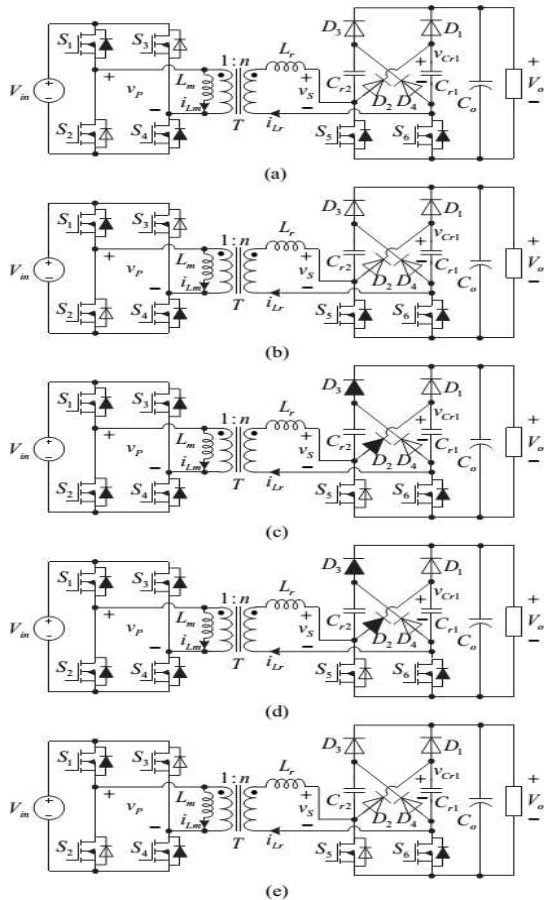 S1 S3 1:n Lr D3 D1
Vin + vP Lm iLm T iLr + vS Cr2 D2 D4 + vCr1 Cr1 Co + Vo
S2 S4 S5 S6
(a)
S1 S3 1:n Lr D3 D1
Vin + vP Lm iLm T iLr + vS Cr2 D2 D4 + vCr1 Cr1 Co + Vo
S2 S4 S5 S6
(b)
S1 S3 1:n Lr D3 D1
Vin + vP Lm iLm T iLr + vS Cr2 D2 D4 + vCr1 Cr1 Co + Vo
S2 S4 S5 S6
(c)
S1 S3 1:n Lr D3 D1
Vin + vP Lm iLm T iLr + vS Cr2 D2 D4 + vCr1 Cr1 Co + Vo
S2 S4 S5 S6
(d)
S1 S3 1:n Lr D3 D1
Vin + vP Lm iLm T iLr + vS Cr2 D2 D4 + vCr1 Cr1 Co + Vo
S2 S4 S5 S6
(e)